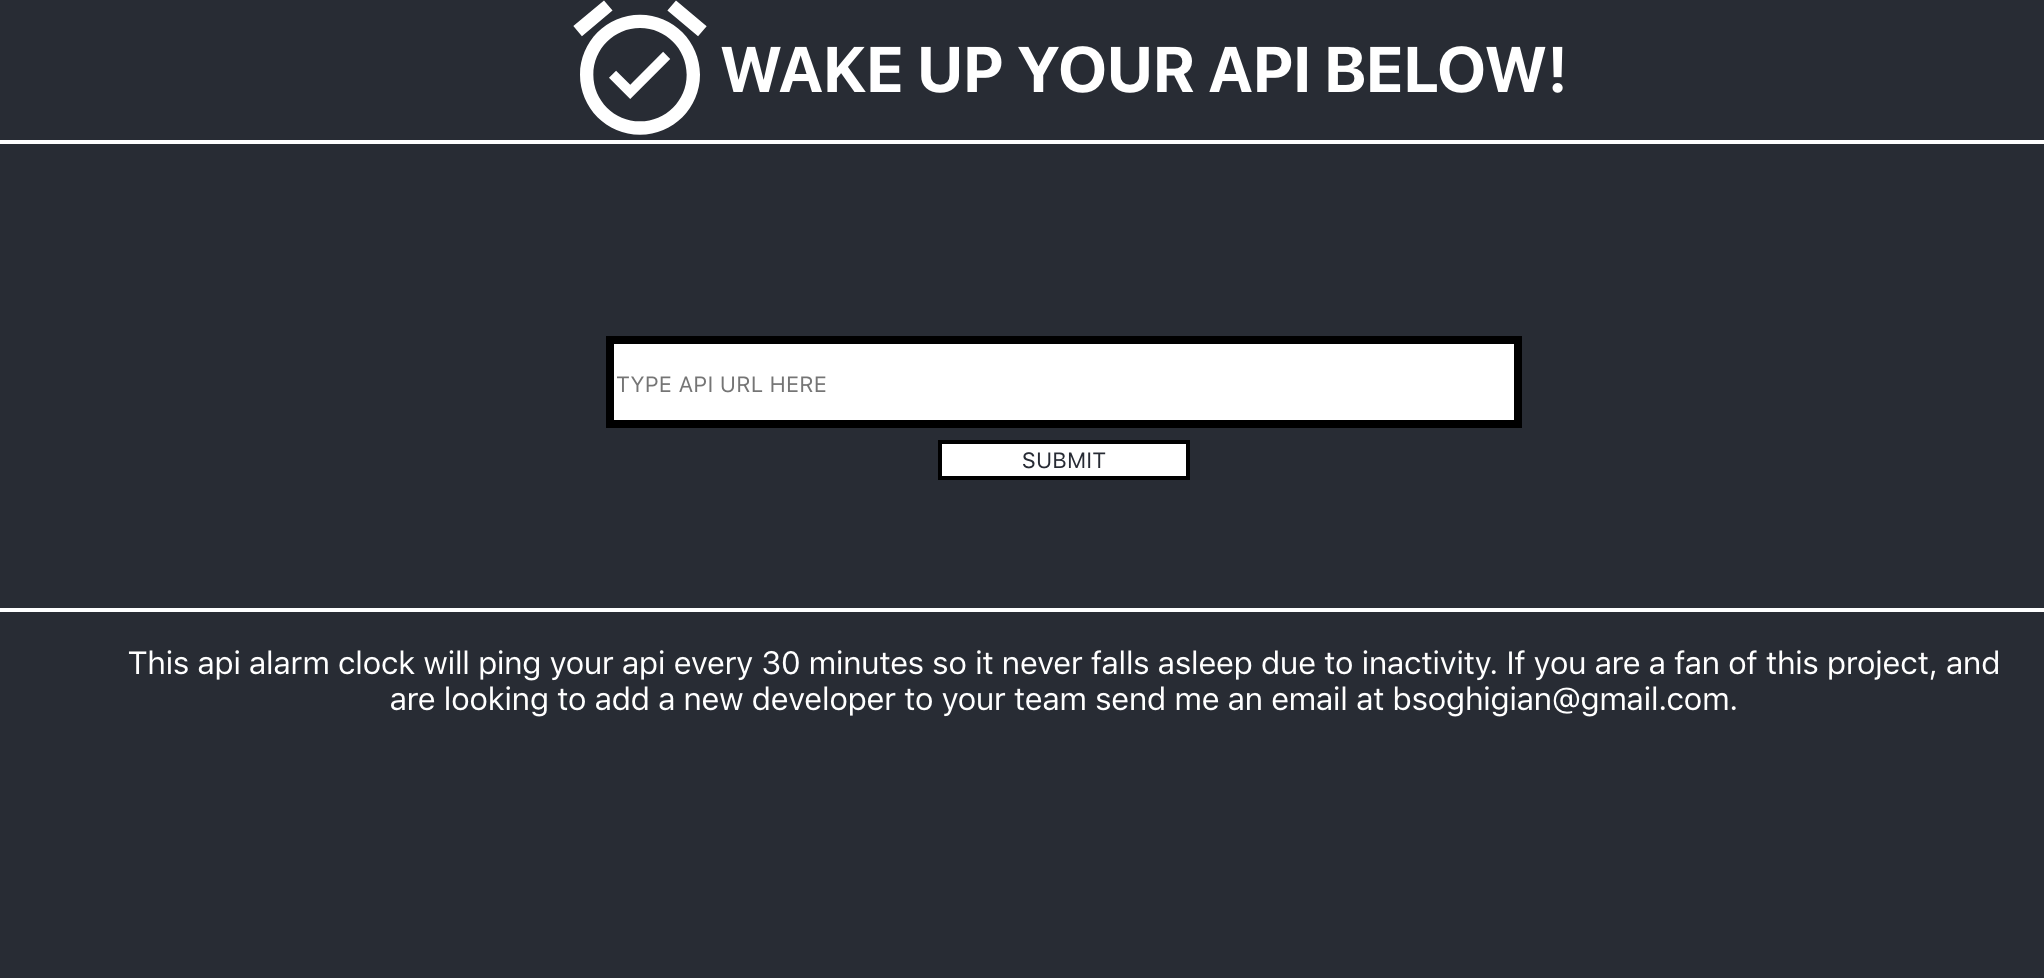 WAKE UP YOUR API BELOW!
TYPE API URL HERE
SUBMIT
This api alarm clock will ping your api every 30 minutes so it never falls asleep due to inactivity. If you are a fan of this project, and
are looking to add a new developer to your team send me an email at bsoghigian@gmail.com.